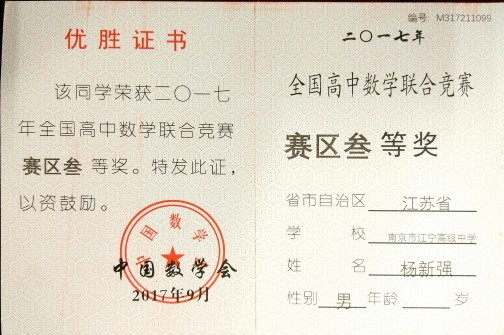 优胜证书
该同学荣获二〇一七
年全国高中数学联合竞赛
赛区叁等奖。特发此证，
以资鼓励。
中国数学
中国数学会
2017年9月
编号: M317211099
二〇一七年
全国高中数学联合竞赛
赛区叁等奖
省市自治区 江苏省
学校 南京市江宁高级中学
姓名 杨新强
性别 男 年龄 岁